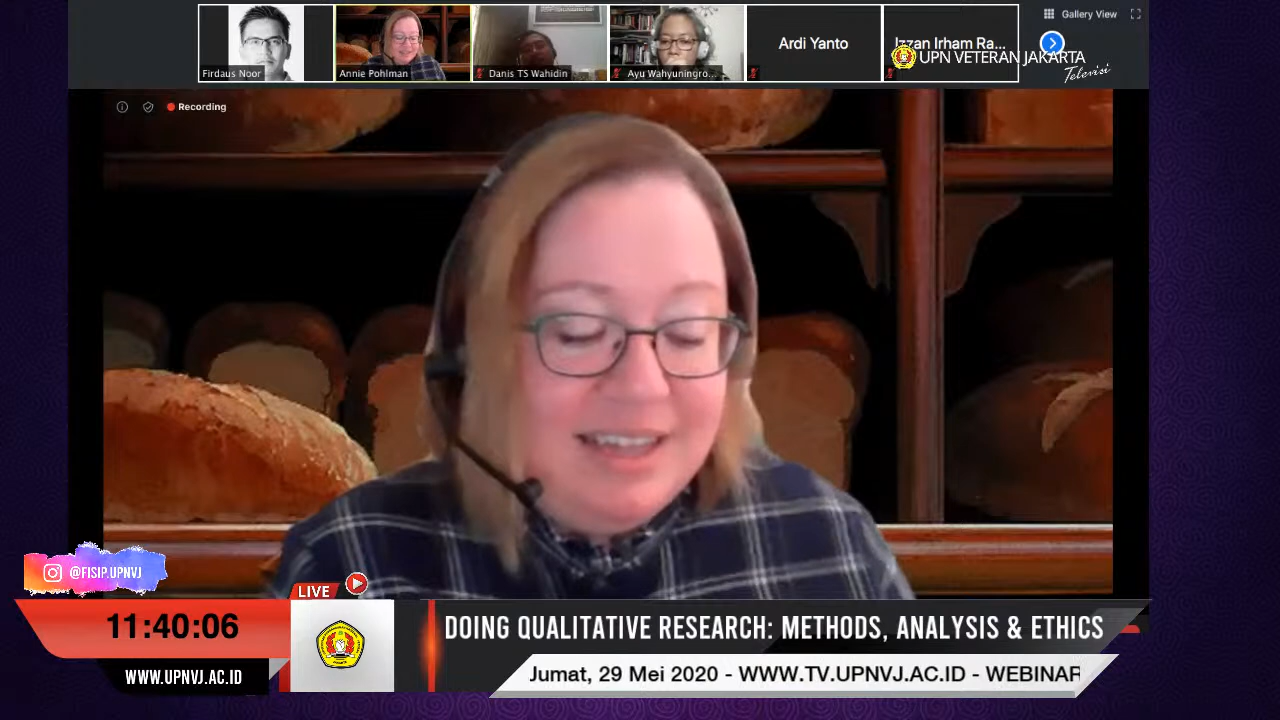 Firdaus Noor
Annie Pohlman
Danis TS Wahidin
Ayu Wahyuningro...
Ardi Yanto
Izzan Irham Ra...
Gallery View
UPN VETERAN JAKARTA
Televisi
Recording
@FISIP.UPNVJ
LIVE
11:40:06
DOING QUALITATIVE RESEARCH: METHODS, ANALYSIS & ETHICS
WWW.UPNVJ.AC.ID
Jumat, 29 Mei 2020 - WWW.TV.UPNVJ.AC.ID - WEBINAR